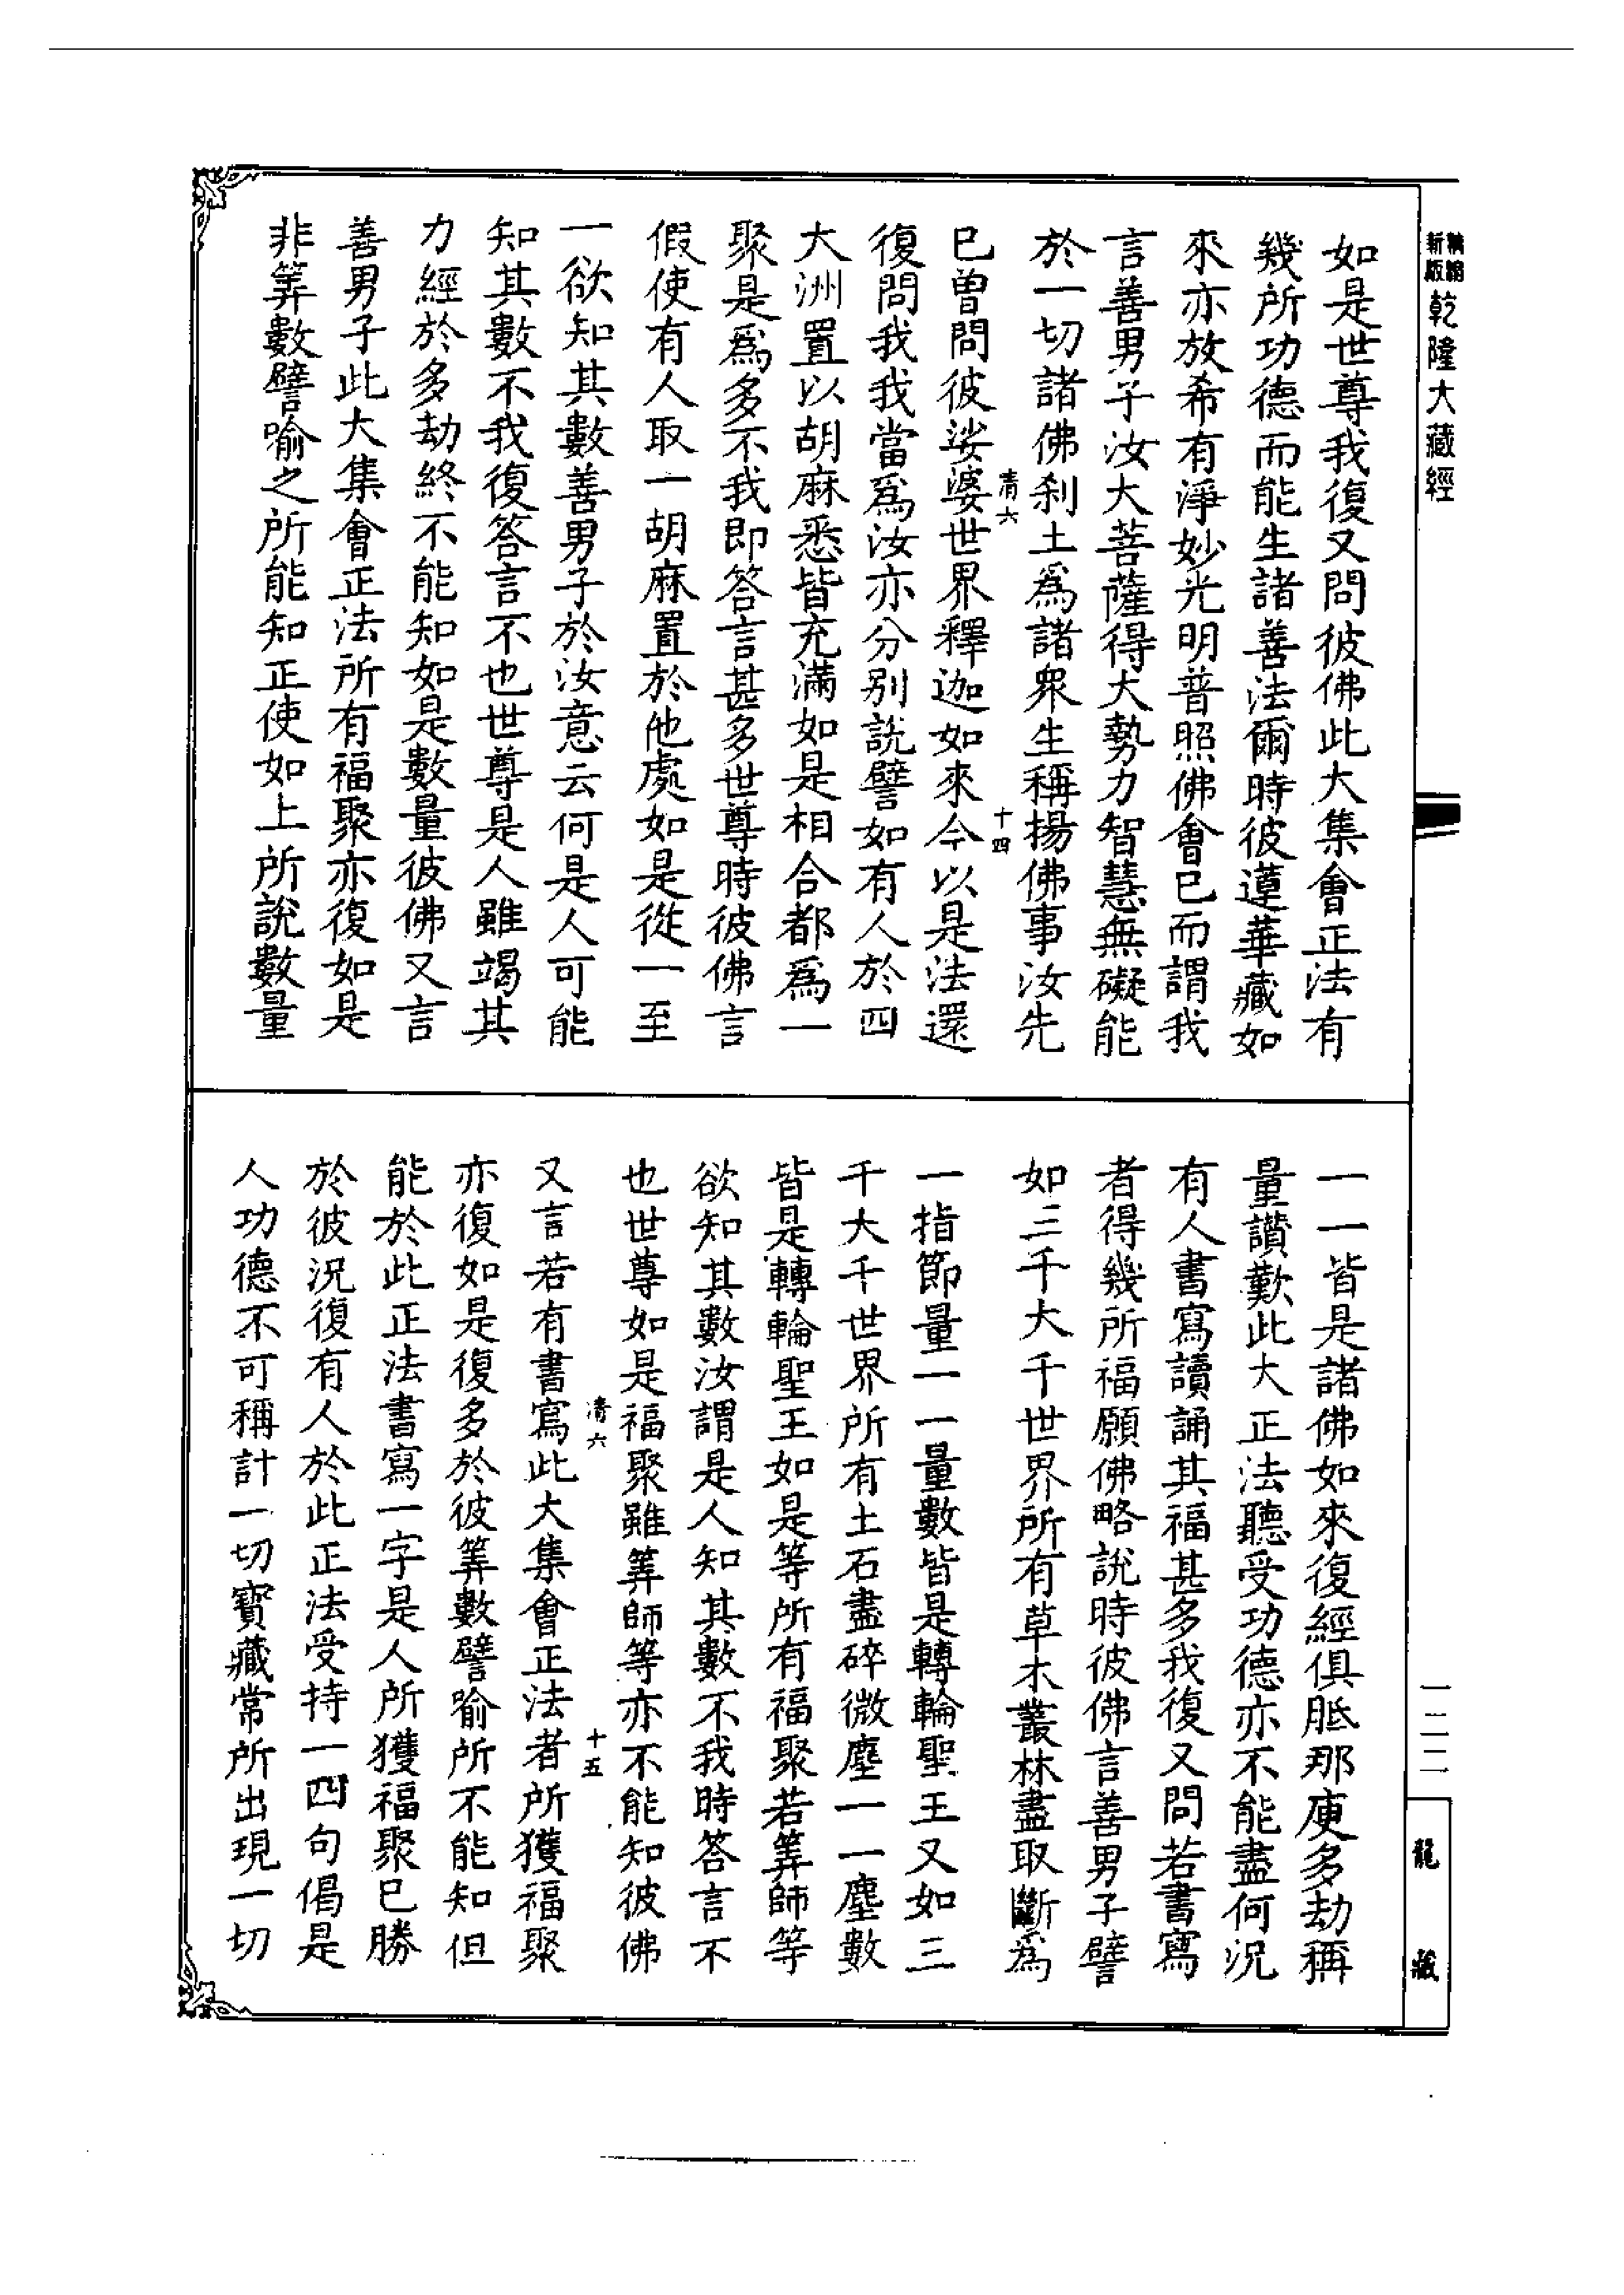 精縮
新版
乾隆大藏經
如是世尊我復又問彼佛此大集會正法有
幾所功德而能生諸善法爾時彼蓮華藏如
來亦放希有淨妙光明普照佛會已而謂我
言善男子汝大菩薩得大勢力智慧無礙能
於一切諸佛刹土爲諸衆生稱揚佛事汝先
清六
十四
已曾問彼娑婆世界釋迦如來今以是法還
復問我我當爲汝亦分別說譬如有人於四
大洲置以胡麻悉皆充滿如是相合都爲一
聚是爲多不我即答言甚多世尊時彼佛言
假使有人取一胡麻置於他處如是從一至
一欲知其數善男子於汝意云何是人可能
知其數不我復答言不也世尊是人雖竭其
力經於多劫終不能知如是數量彼佛又言
善男子此大集會正法所有福聚亦復如是
非筭數譬喻之所能知正使如上所說數量
一一皆是諸佛如來復經俱胝那庾多劫稱
量讚歎此大正法聽受功德亦不能盡何況
有人書寫讀誦其福甚多我復又問若書寫
者得幾所福願佛略說時彼佛言善男子譬
如三千大千世界所有草木叢林盡取斷爲
一指節量一一量數皆是轉輪聖王又如三
千大千世界所有土石盡碎微塵一一塵數
皆是轉輪聖王如是等所有福聚若筭師等
欲知其數汝謂是人知其數不我時答言不
也世尊如是福聚雖筭師等亦不能知彼佛
清六
十五
又言若有書寫此大集會正法者所獲福聚
亦復如是復多於彼筭數譬喻所不能知但
能於此正法書寫一字是人所獲福聚已勝
於彼況復有人於此正法受持一四句偈是
人功德不可稱計一切寶藏常所出現一切
一二二
龍藏